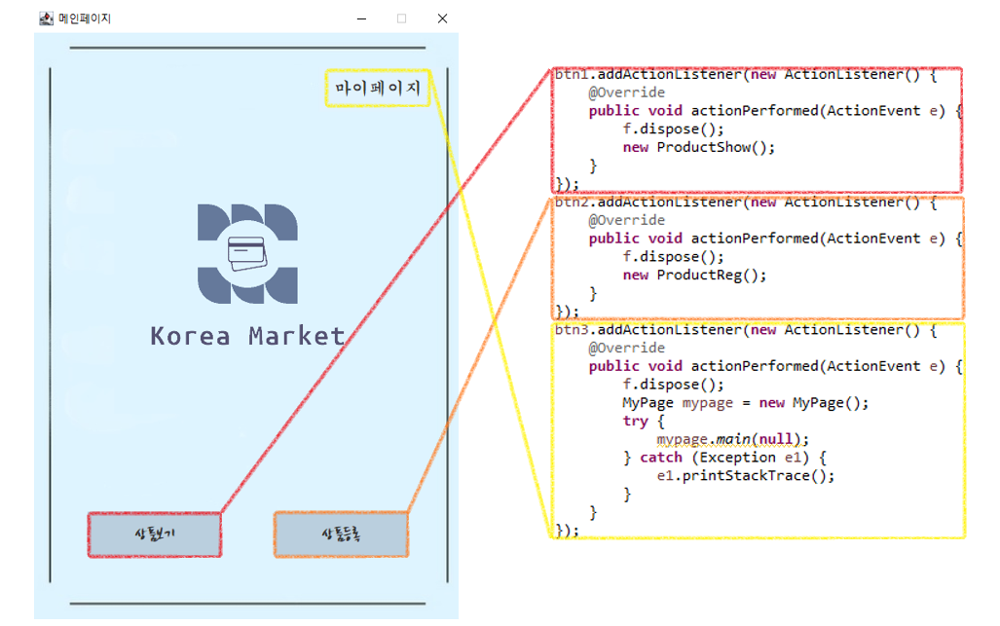 메인페이지
마이페이지
Korea Market
상품보기
상품등록
btn1.addActionListener(new ActionListener() {
@Override
public void actionPerformed(ActionEvent e) {
f.dispose();
new ProductShow();
}
});
btn2.addActionListener(new ActionListener() {
@Override
public void actionPerformed(ActionEvent e) {
f.dispose();
new ProductReg();
}
});
btn3.addActionListener(new ActionListener() {
@Override
public void actionPerformed(ActionEvent e) {
f.dispose();
MyPage mypage = new MyPage();
try {
mypage.main(null);
} catch (Exception e1) {
e1.printStackTrace();
}
}
});